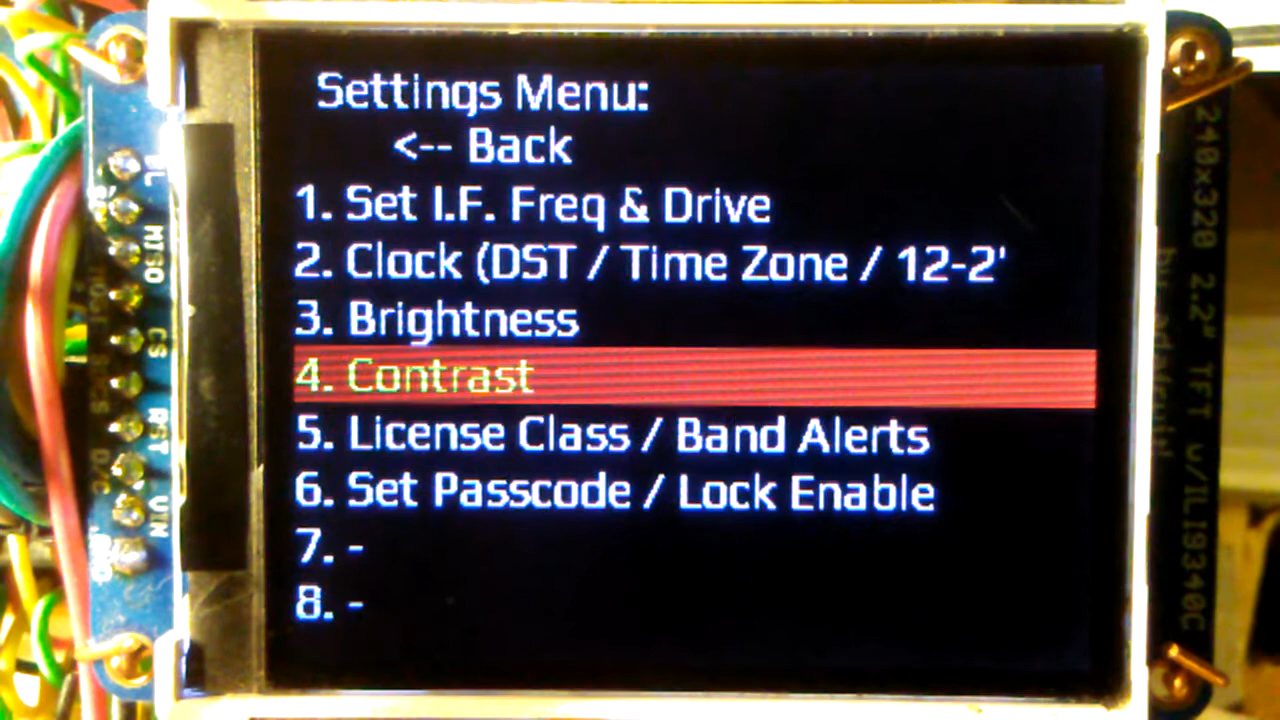 Settings Menu:
<-- Back
1. Set I.F. Freq & Drive
2. Clock (DST / Time Zone / 12-2'
3. Brightness
4. Contrast
5. License Class / Band Alerts
6. Set Passcode / Lock Enable
7. -
8. -
MISO
CS
RST
D/C
VIN
240x320 2.2" TFT w/ILI9340C
by adafruit